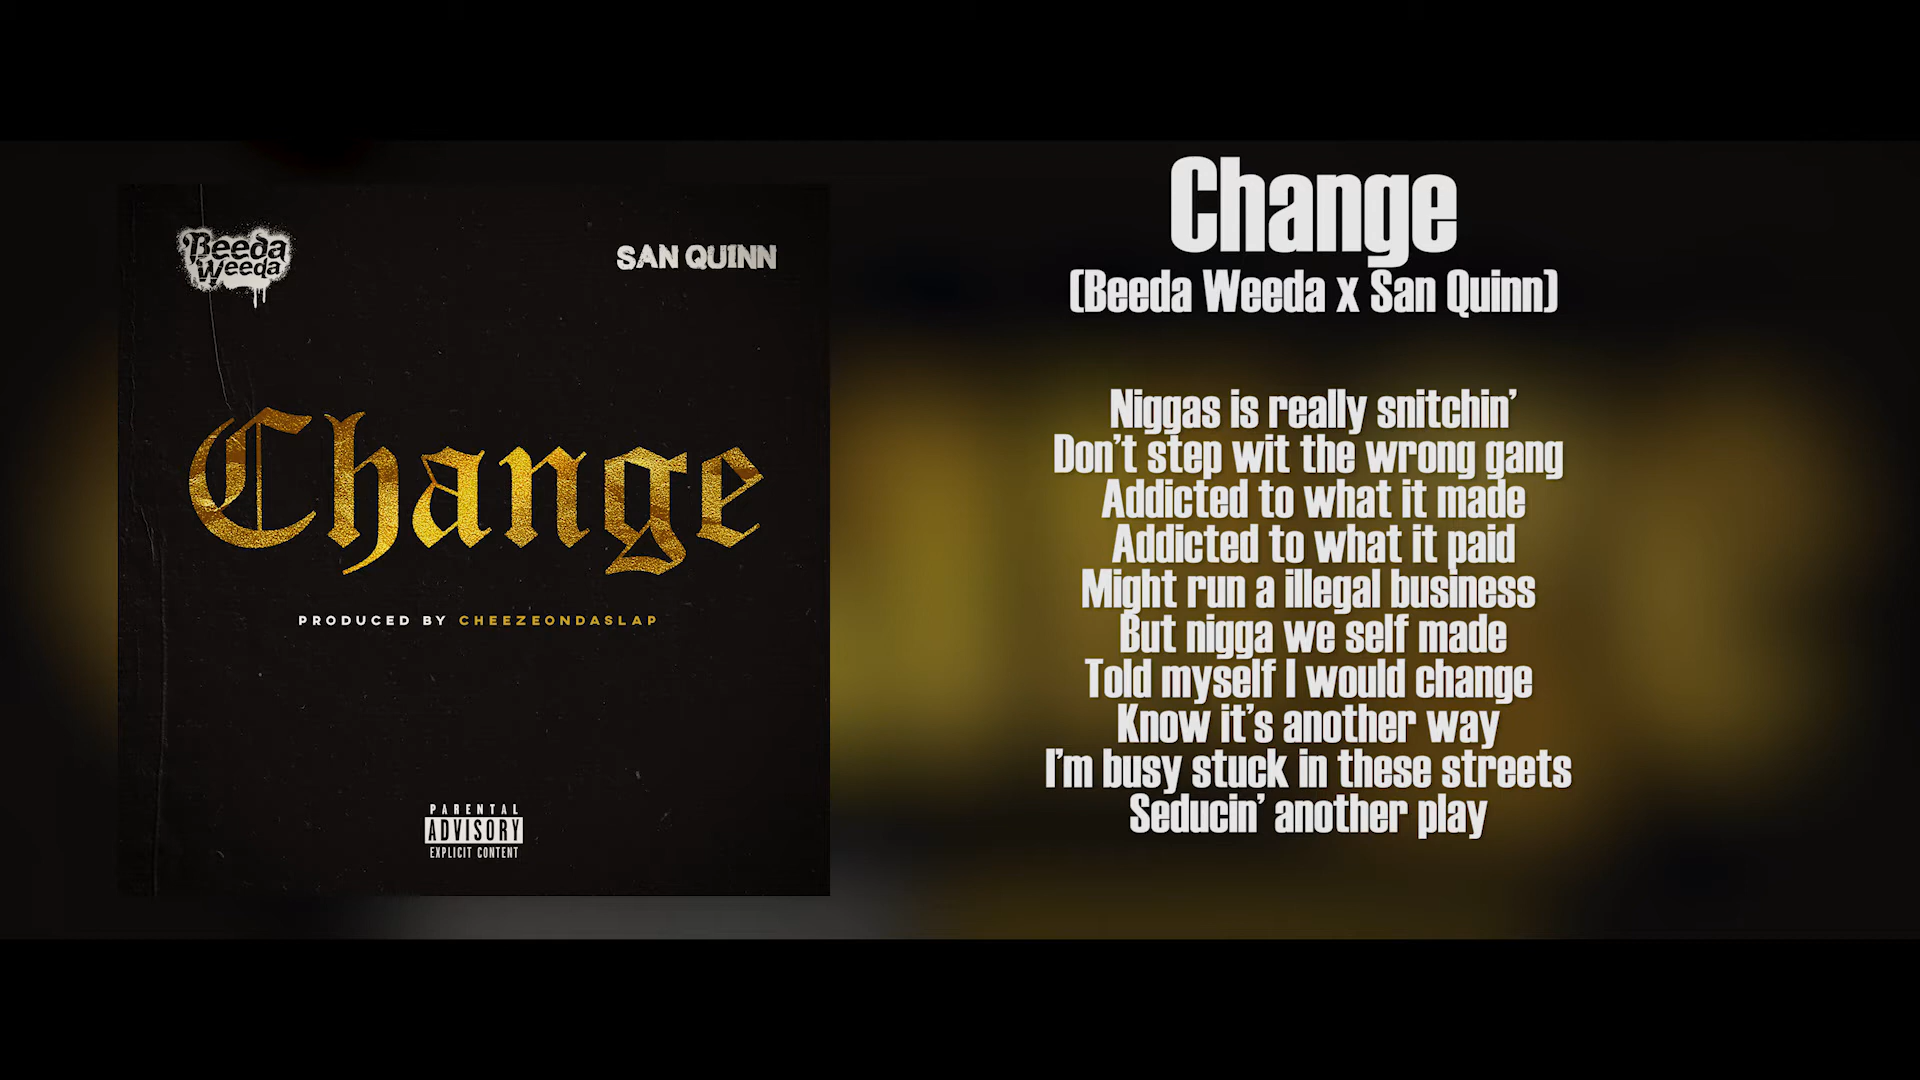 Beeda
Weeda
SAN QUINN
Change
PRODUCED BY CHEEZEONDASLAP
PARENTAL
ADVISORY
EXPLICIT CONTENT
Change
(Beeda Weeda x San Quinn)
Niggas is really snitchin’
Don’t step wit the wrong gang
Addicted to what it made
Addicted to what it paid
Might run a illegal business
But nigga we self made
Told myself I would change
Know it’s another way
I’m busy stuck in these streets
Seducin’ another play